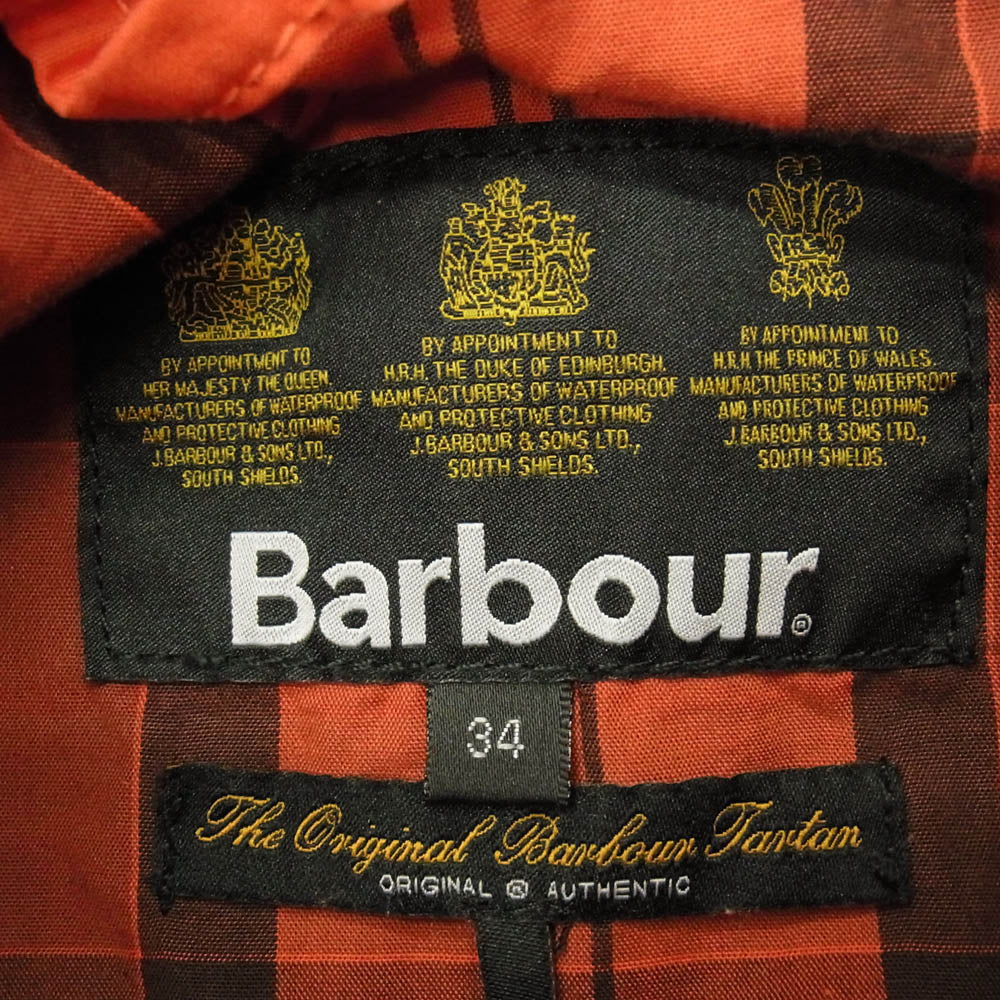 BY APPOINTMENT TO
HER MAJESTY THE QUEEN.
MANUFACTURERS OF WATERPROOF
AND PROTECTIVE CLOTHING
J. BARBOUR & SONS LTD.,
SOUTH SHIELDS.
BY APPOINTMENT TO
H.R.H. THE DUKE OF EDINBURGH.
MANUFACTURERS OF WATERPROOF
AND PROTECTIVE CLOTHING
J. BARBOUR & SONS LTD.,
SOUTH SHIELDS.
BY APPOINTMENT TO
H.R.H. THE PRINCE OF WALES.
MANUFACTURERS OF WATERPROOF
AND PROTECTIVE CLOTHING
J. BARBOUR & SONS LTD.,
SOUTH SHIELDS.
Barbour®
34
The Original Barbour Tartan
ORIGINAL @ AUTHENTIC